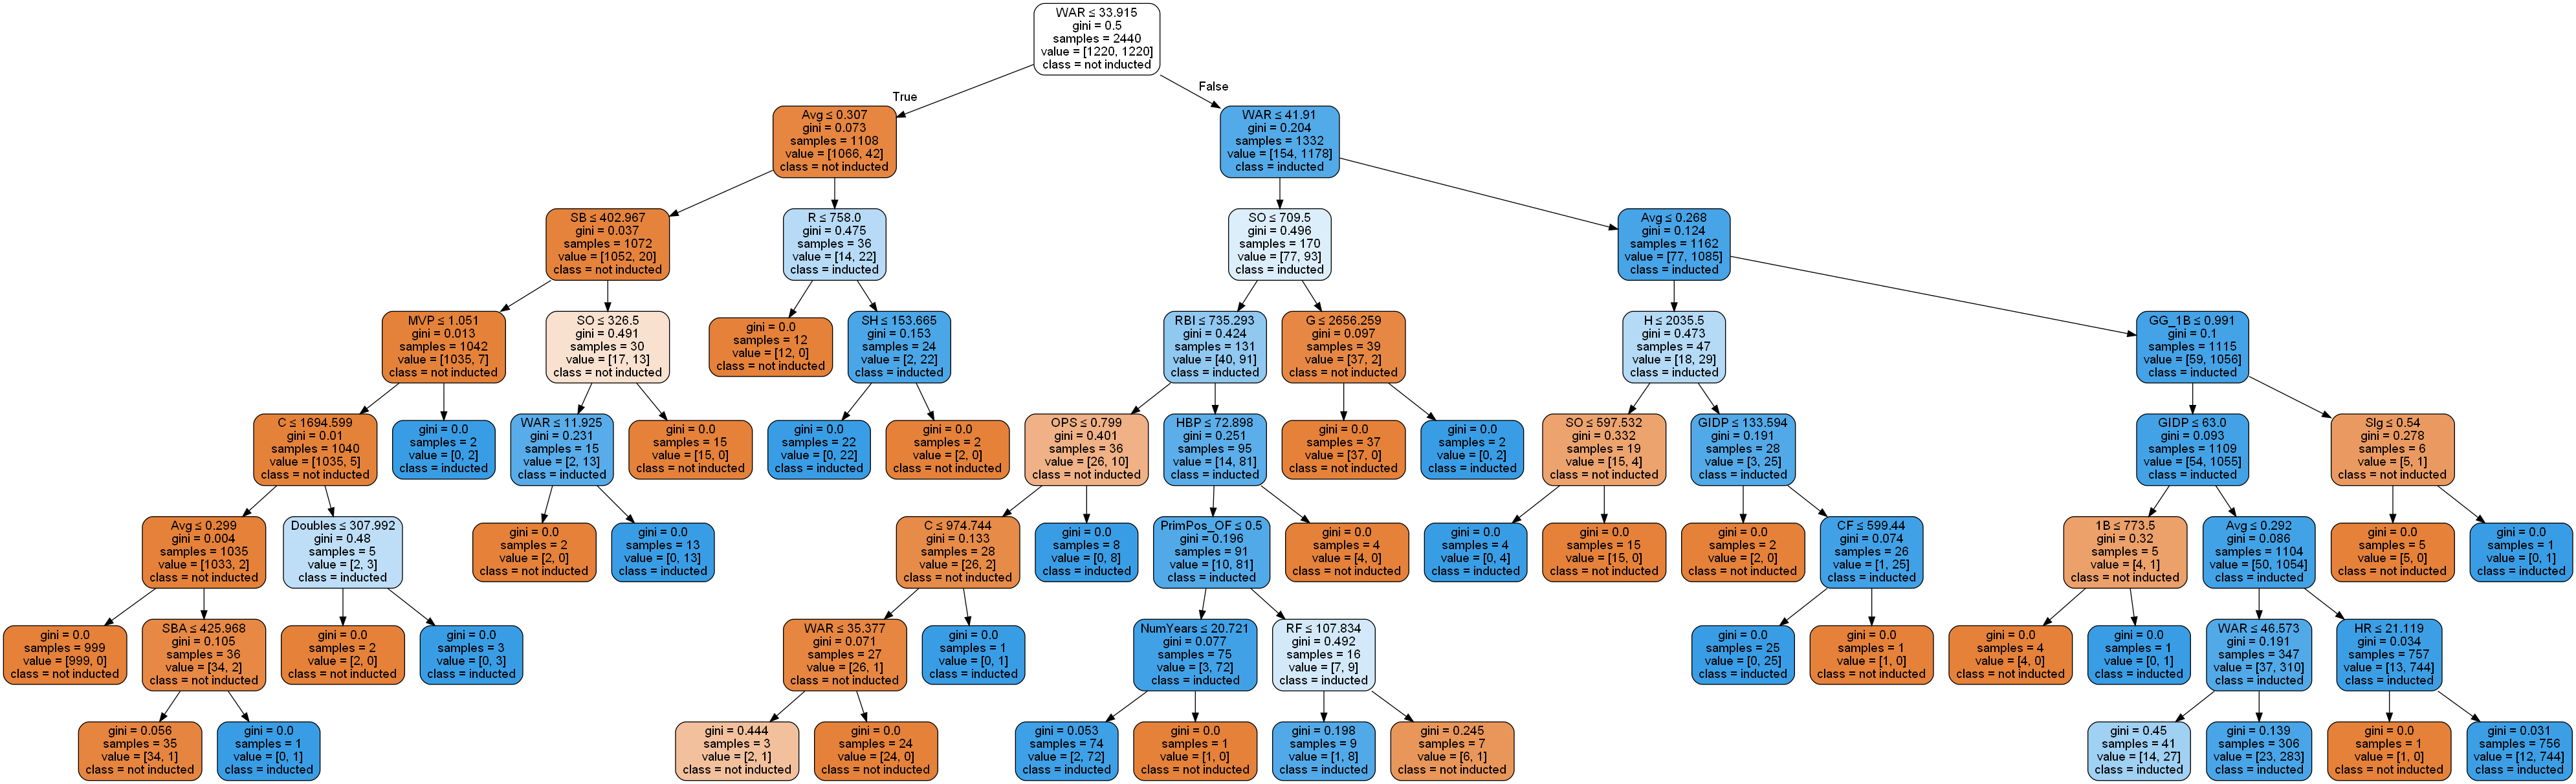 WAR ≤ 33.915
gini = 0.5
samples = 2440
value = [1220, 1220]
class = not inducted
True
False
Avg ≤ 0.307
gini = 0.073
samples = 1108
value = [1066, 42]
class = not inducted
WAR ≤ 41.91
gini = 0.204
samples = 1332
value = [154, 1178]
class = inducted
SB ≤ 402.967
gini = 0.037
samples = 1072
value = [1052, 20]
class = not inducted
R ≤ 758.0
gini = 0.475
samples = 36
value = [14, 22]
class = inducted
SO ≤ 709.5
gini = 0.496
samples = 170
value = [77, 93]
class = inducted
Avg ≤ 0.268
gini = 0.124
samples = 1162
value = [77, 1085]
class = inducted
MVP ≤ 1.051
gini = 0.013
samples = 1042
value = [1035, 7]
class = not inducted
SO ≤ 326.5
gini = 0.491
samples = 30
value = [17, 13]
class = not inducted
gini = 0.0
samples = 12
value = [12, 0]
class = not inducted
SH ≤ 153.665
gini = 0.153
samples = 24
value = [2, 22]
class = inducted
RBI ≤ 735.293
gini = 0.424
samples = 131
value = [40, 91]
class = inducted
G ≤ 2656.259
gini = 0.097
samples = 39
value = [37, 2]
class = not inducted
H ≤ 2035.5
gini = 0.473
samples = 47
value = [18, 29]
class = inducted
GG_1B ≤ 0.991
gini = 0.1
samples = 1115
value = [59, 1056]
class = inducted
C ≤ 1694.599
gini = 0.01
samples = 1040
value = [1035, 5]
class = not inducted
gini = 0.0
samples = 2
value = [0, 2]
class = inducted
WAR ≤ 11.925
gini = 0.231
samples = 15
value = [2, 13]
class = inducted
gini = 0.0
samples = 15
value = [15, 0]
class = not inducted
gini = 0.0
samples = 22
value = [0, 22]
class = inducted
gini = 0.0
samples = 2
value = [2, 0]
class = not inducted
OPS ≤ 0.799
gini = 0.401
samples = 36
value = [26, 10]
class = not inducted
HBP ≤ 72.898
gini = 0.251
samples = 95
value = [14, 81]
class = inducted
gini = 0.0
samples = 37
value = [37, 0]
class = not inducted
gini = 0.0
samples = 2
value = [0, 2]
class = inducted
SO ≤ 597.532
gini = 0.332
samples = 19
value = [15, 4]
class = not inducted
GIDP ≤ 133.594
gini = 0.191
samples = 28
value = [3, 25]
class = inducted
GIDP ≤ 63.0
gini = 0.093
samples = 1109
value = [54, 1055]
class = inducted
Slg ≤ 0.54
gini = 0.278
samples = 6
value = [5, 1]
class = not inducted
Avg ≤ 0.299
gini = 0.004
samples = 1035
value = [1033, 2]
class = not inducted
Doubles ≤ 307.992
gini = 0.48
samples = 5
value = [2, 3]
class = inducted
gini = 0.0
samples = 2
value = [2, 0]
class = not inducted
gini = 0.0
samples = 13
value = [0, 13]
class = inducted
C ≤ 974.744
gini = 0.133
samples = 28
value = [26, 2]
class = not inducted
gini = 0.0
samples = 8
value = [0, 8]
class = inducted
PrimPos_OF ≤ 0.5
gini = 0.196
samples = 91
value = [10, 81]
class = inducted
gini = 0.0
samples = 4
value = [4, 0]
class = not inducted
gini = 0.0
samples = 4
value = [0, 4]
class = inducted
gini = 0.0
samples = 15
value = [15, 0]
class = not inducted
gini = 0.0
samples = 2
value = [2, 0]
class = not inducted
CF ≤ 599.44
gini = 0.074
samples = 26
value = [1, 25]
class = inducted
1B ≤ 773.5
gini = 0.32
samples = 5
value = [4, 1]
class = not inducted
Avg ≤ 0.292
gini = 0.086
samples = 1104
value = [50, 1054]
class = inducted
gini = 0.0
samples = 5
value = [5, 0]
class = not inducted
gini = 0.0
samples = 1
value = [0, 1]
class = inducted
gini = 0.0
samples = 999
value = [999, 0]
class = not inducted
SBA ≤ 425.968
gini = 0.105
samples = 36
value = [34, 2]
class = not inducted
gini = 0.0
samples = 2
value = [2, 0]
class = not inducted
gini = 0.0
samples = 3
value = [0, 3]
class = inducted
WAR ≤ 35.377
gini = 0.071
samples = 27
value = [26, 1]
class = not inducted
gini = 0.0
samples = 1
value = [0, 1]
class = inducted
NumYears ≤ 20.721
gini = 0.077
samples = 75
value = [3, 72]
class = inducted
RF ≤ 107.834
gini = 0.492
samples = 16
value = [7, 9]
class = inducted
gini = 0.0
samples = 25
value = [0, 25]
class = inducted
gini = 0.0
samples = 1
value = [1, 0]
class = not inducted
gini = 0.0
samples = 4
value = [4, 0]
class = not inducted
gini = 0.0
samples = 1
value = [0, 1]
class = inducted
WAR ≤ 46.573
gini = 0.191
samples = 347
value = [37, 310]
class = inducted
HR ≤ 21.119
gini = 0.034
samples = 757
value = [13, 744]
class = inducted
gini = 0.056
samples = 35
value = [34, 1]
class = not inducted
gini = 0.0
samples = 1
value = [0, 1]
class = inducted
gini = 0.444
samples = 3
value = [2, 1]
class = not inducted
gini = 0.0
samples = 24
value = [24, 0]
class = not inducted
gini = 0.053
samples = 74
value = [2, 72]
class = inducted
gini = 0.0
samples = 1
value = [1, 0]
class = not inducted
gini = 0.198
samples = 9
value = [1, 8]
class = inducted
gini = 0.245
samples = 7
value = [6, 1]
class = not inducted
gini = 0.45
samples = 41
value = [14, 27]
class = inducted
gini = 0.139
samples = 306
value = [23, 283]
class = inducted
gini = 0.0
samples = 1
value = [1, 0]
class = not inducted
gini = 0.031
samples = 756
value = [12, 744]
class = inducted